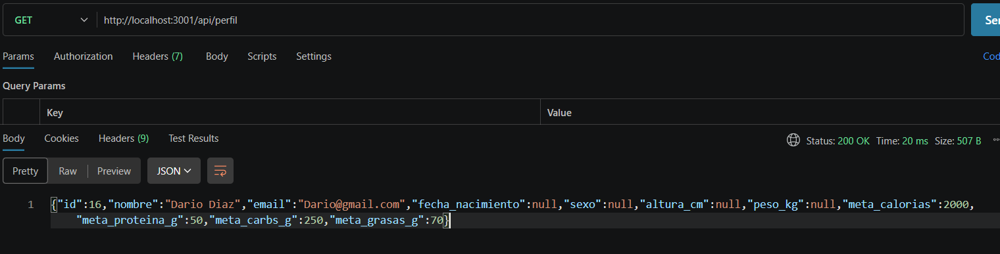 GET http://localhost:3001/api/perfil Se
Params Authorization Headers (7) Body Scripts Settings Cod
Query Params
Key Value
Body Cookies Headers (9) Test Results Status: 200 OK Time: 20 ms Size: 507 B
Pretty Raw Preview JSON
1 {"id":16,"nombre":"Dario Diaz","email":"Dario@gmail.com","fecha_nacimiento":null,"sexo":null,"altura_cm":null,"peso_kg":null,"meta_calorias":2000,
"meta_proteina_g":50,"meta_carbs_g":250,"meta_grasas_g":70}